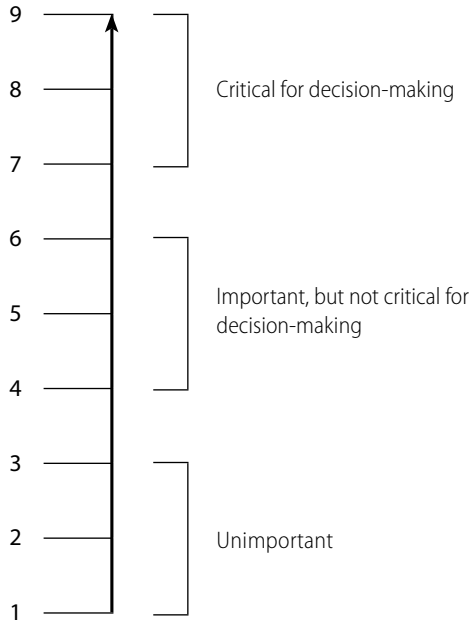 9
8
Critical for decision-making
7
6
5
Important, but not critical for
decision-making
4
3
2
Unimportant
1